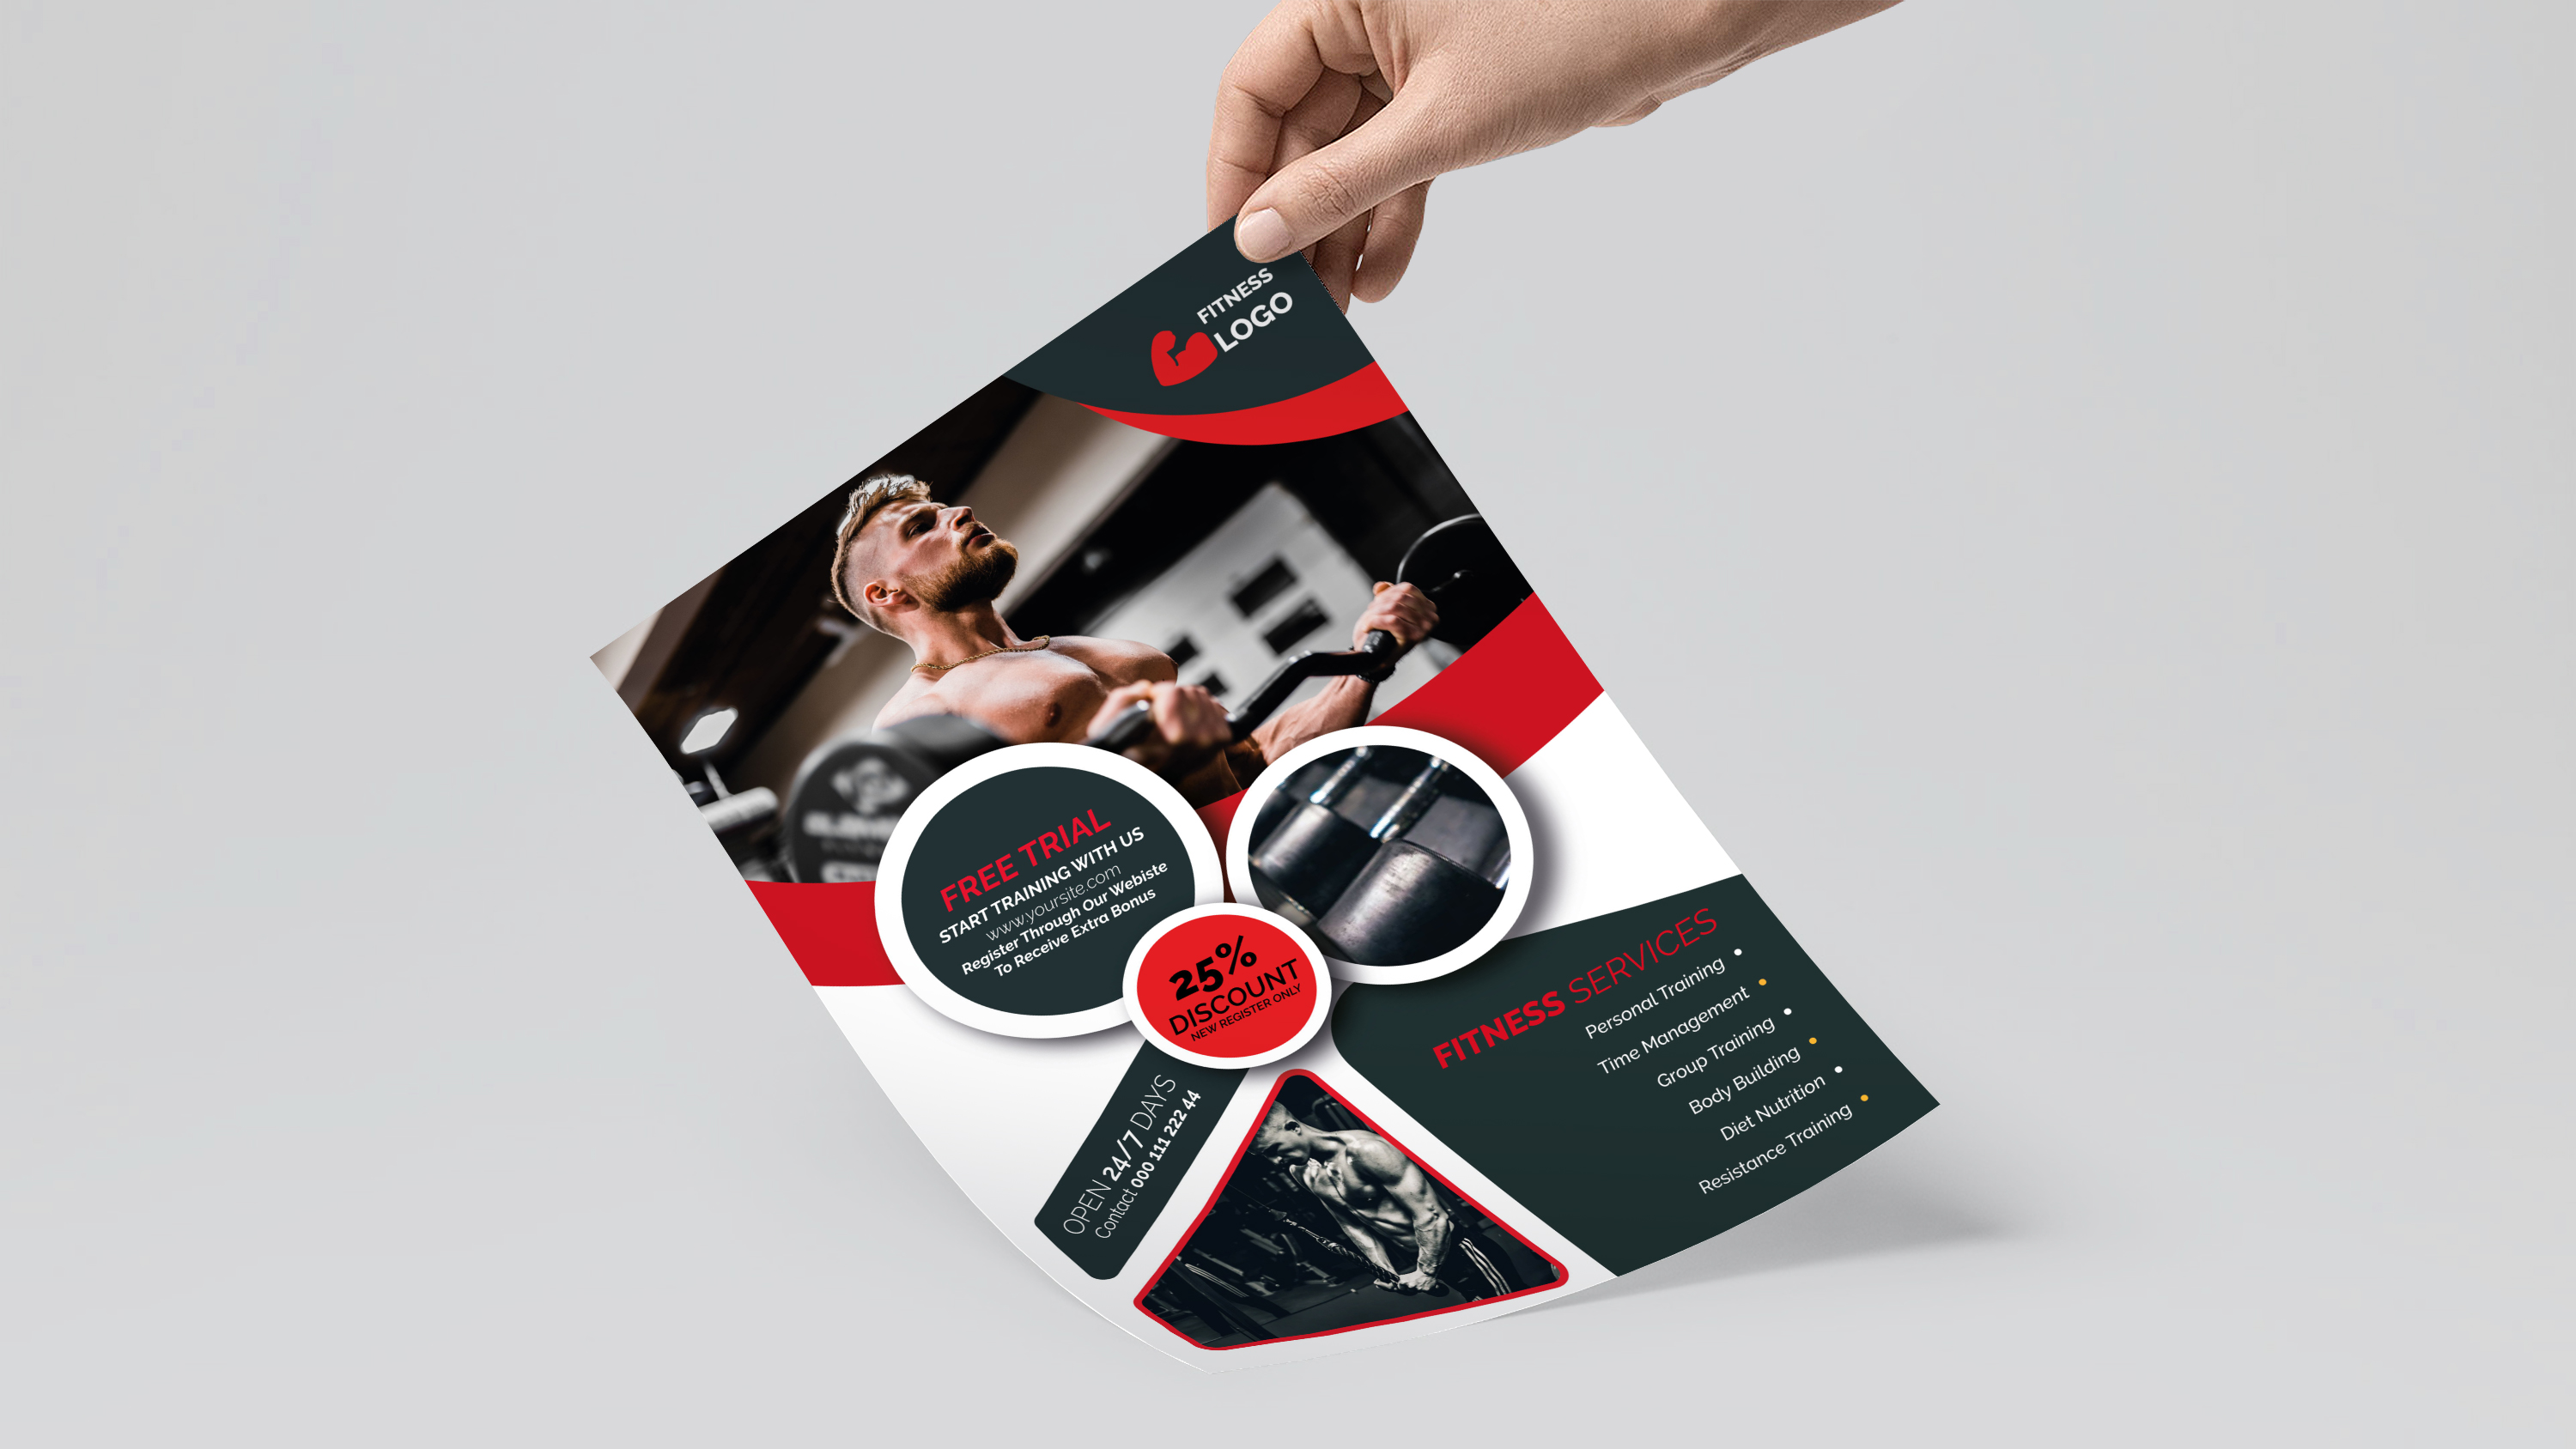 FITNESS
LOGO
FREE TRIAL
START TRAINING WITH US
www.yoursite.com
Register Through Our Webiste
To Receive Extra Bonus
25%
DISCOUNT
NEW REGISTER ONLY
OPEN 24/7 DAYS
Contact 000 111 222 44
FITNESS SERVICES
Personal Training
Time Management
Group Training
Body Building
Diet Nutrition
Resistance Training